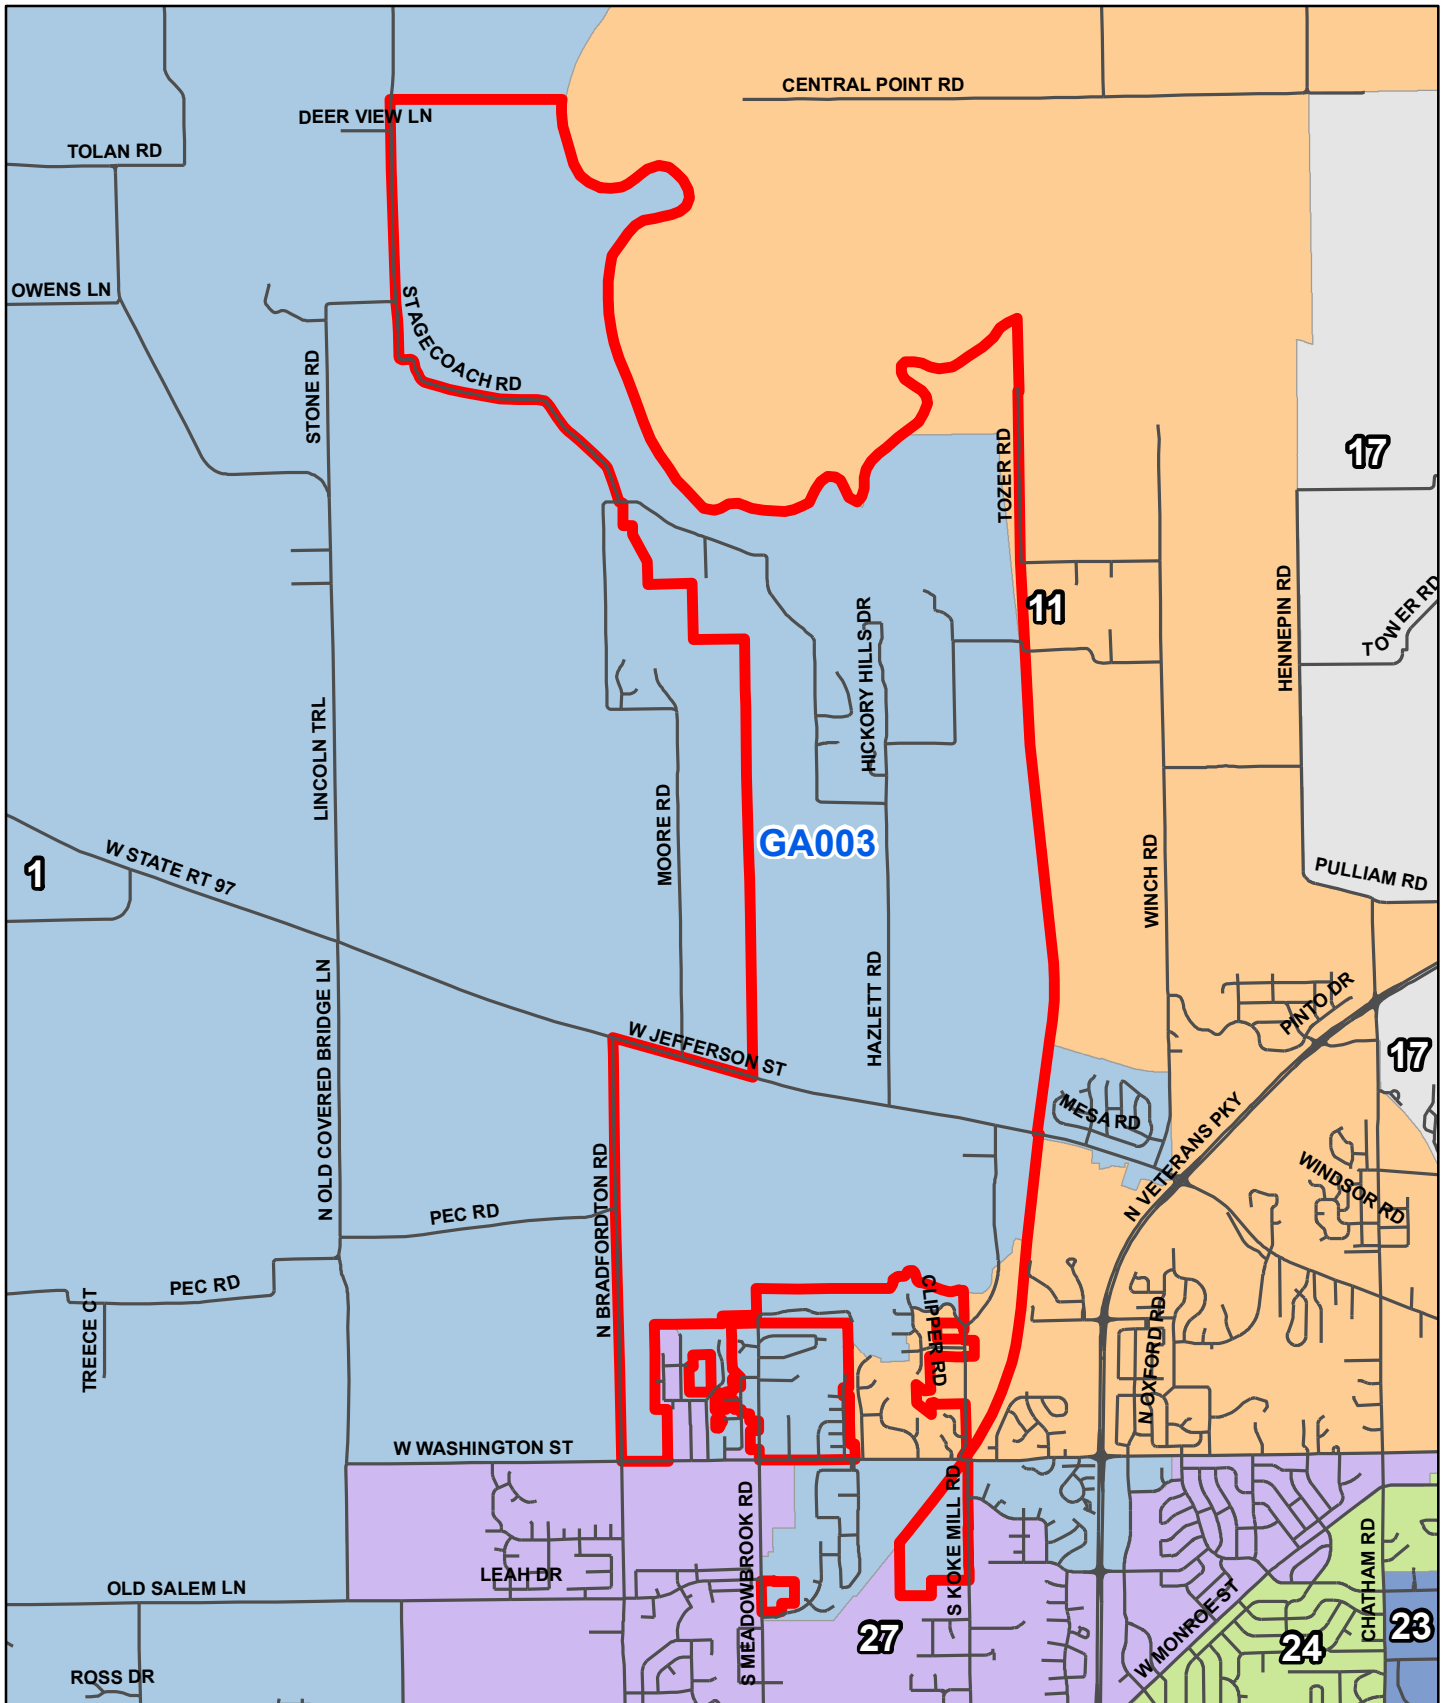 CENTRAL POINT RD
DEER VIEW LN
TOLAN RD
OWENS LN
STAGECOACH RD
STONE RD
17
TOZER RD
11
HENNEPIN RD
TOWER RD
HICKORY HILLS DR
LINCOLN TRL
MOORE RD
GA003
W STATE RT 97
1
WINCH RD
PULLIAM RD
N OLD COVERED BRIDGE LN
HAZLETT RD
PINTO DR
W JEFFERSON ST
17
MESA RD
N VETERANS PKY
WINDSOR RD
N BRADFORDTON RD
PEC RD
PEC RD
TREECE CT
CLIPPER RD
N OXFORD RD
W WASHINGTON ST
S MEADOWBROOK RD
S KOKE MILL RD
LEAH DR
OLD SALEM LN
CHATHAM RD
W MONROE ST
27
24
23
ROSS DR